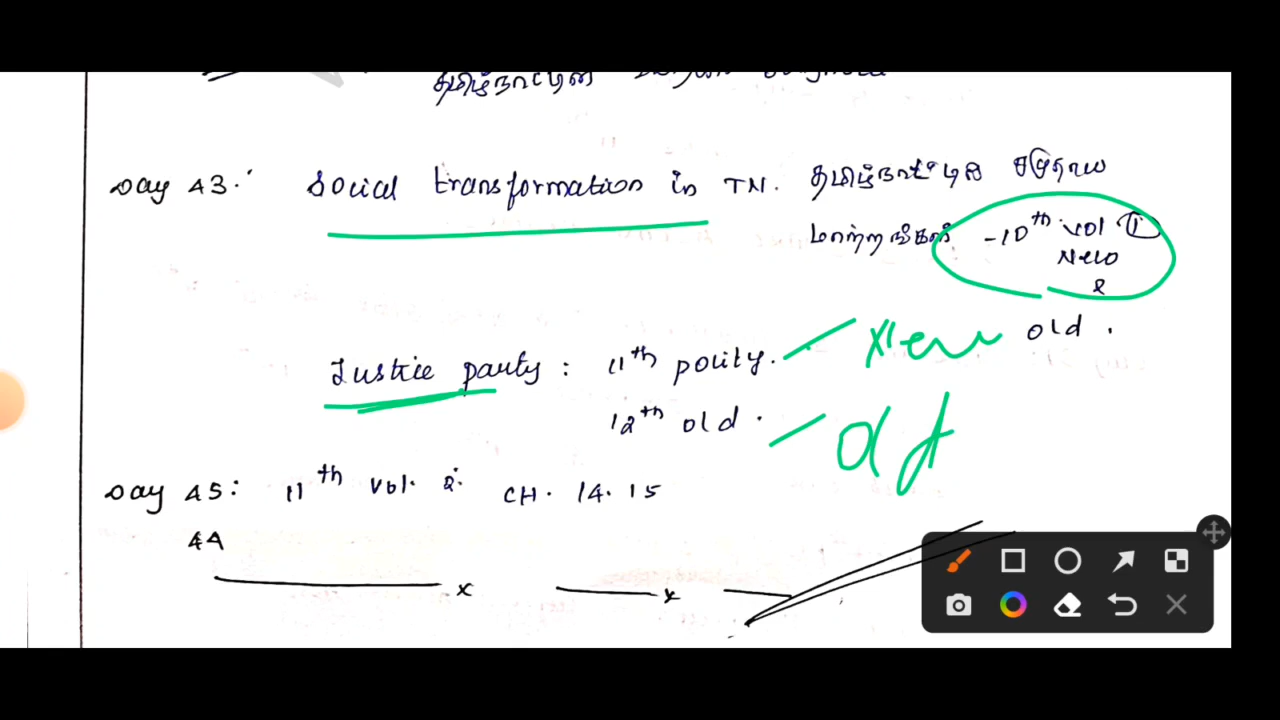 தமிழ்நாட்டின்
Day 43: Social transformation in TN. தமிழ்நாட்டில் சமுதாய
மாற்றங்கள் - 10th vol 1
New
&
old.
Justice party: 11th polity. New
12th old. old
Day 45: 11th vol. 2: CH. 14. 15
44